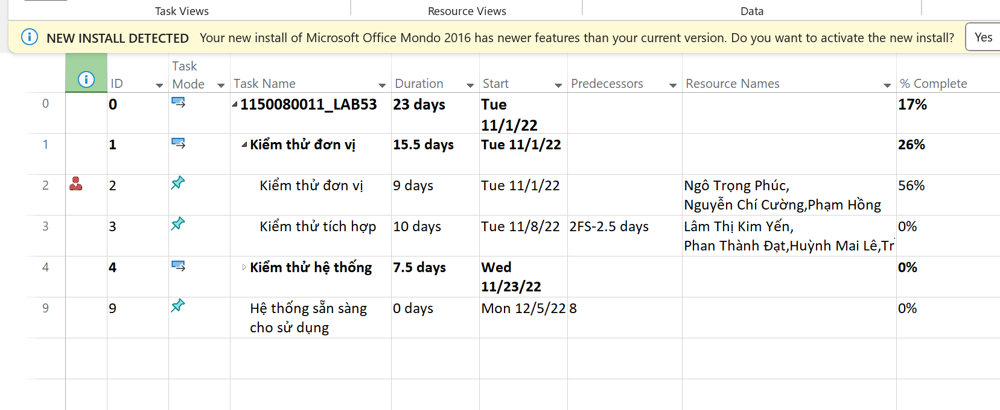 Task Views Resource Views Data
NEW INSTALL DETECTED Your new install of Microsoft Office Mondo 2016 has newer features than your current version. Do you want to activate the new install? Yes
ID Task Mode Task Name Duration Start Predecessors Resource Names % Complete
0 0 1150080011_LAB53 23 days Tue 17%
11/1/22
1 1 Kiểm thử đơn vị 15.5 days Tue 11/1/22 26%
2 2 Kiểm thử đơn vị 9 days Tue 11/1/22 Ngô Trọng Phúc, 56%
Nguyễn Chí Cường,Phạm Hồng
3 3 Kiểm thử tích hợp 10 days Tue 11/8/22 2FS-2.5 days Lâm Thị Kim Yến, 0%
Phan Thành Đạt,Huỳnh Mai Lê,
4 4 Kiểm thử hệ thống 7.5 days Wed 0%
11/23/22
9 9 Hệ thống sẵn sàng 0 days Mon 12/5/22 8 0%
cho sử dụng